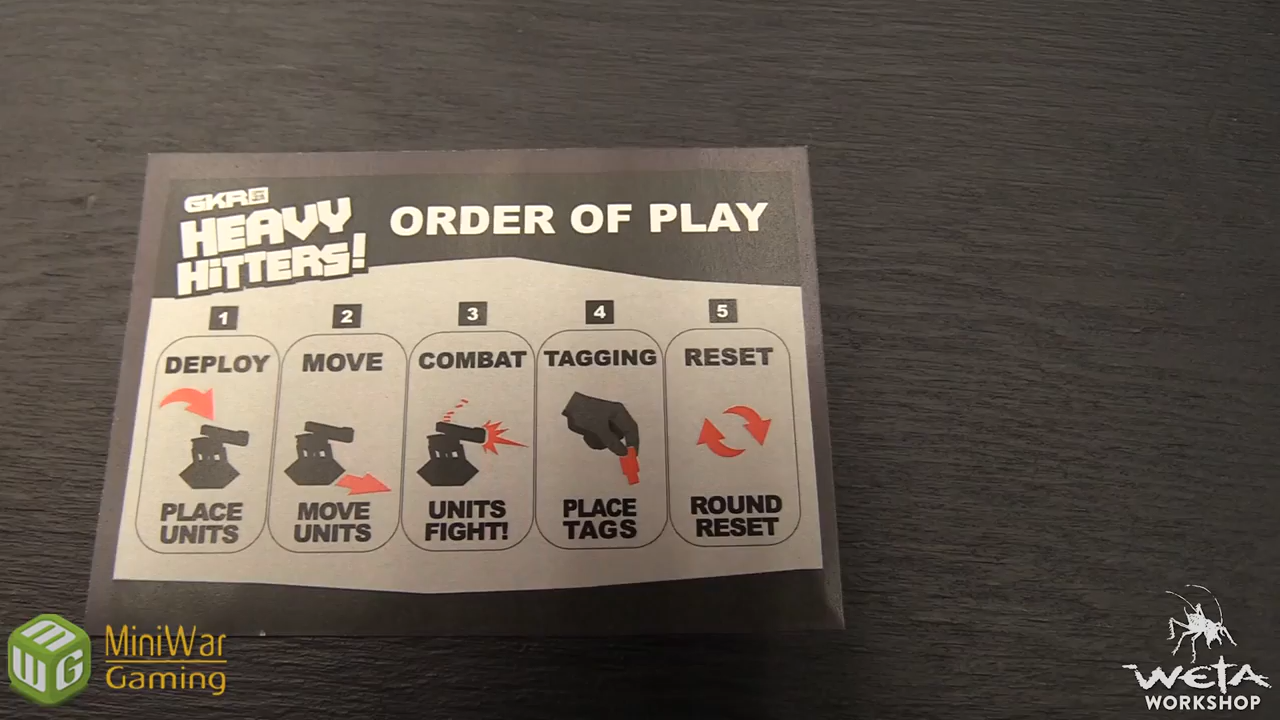 GKR
HEAVY
HITTERS!
ORDER OF PLAY
1
DEPLOY
PLACE
UNITS
2
MOVE
MOVE
UNITS
3
COMBAT
UNITS
FIGHT!
4
TAGGING
PLACE
TAGS
5
RESET
ROUND
RESET
MWG
MiniWar
Gaming
WETA
WORKSHOP